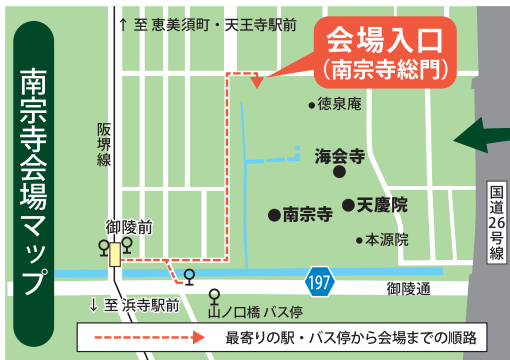 南宗寺会場マップ
↑ 至 恵美須町・天王寺駅前
会場入口
(南宗寺総門)
徳泉庵
阪堺線
海会寺
天慶院
南宗寺
国道26号線
御陵前
本源院
197
御陵通
↓ 至 浜寺駅前
山ノ口橋 バス停
最寄りの駅・バス停から会場までの順路